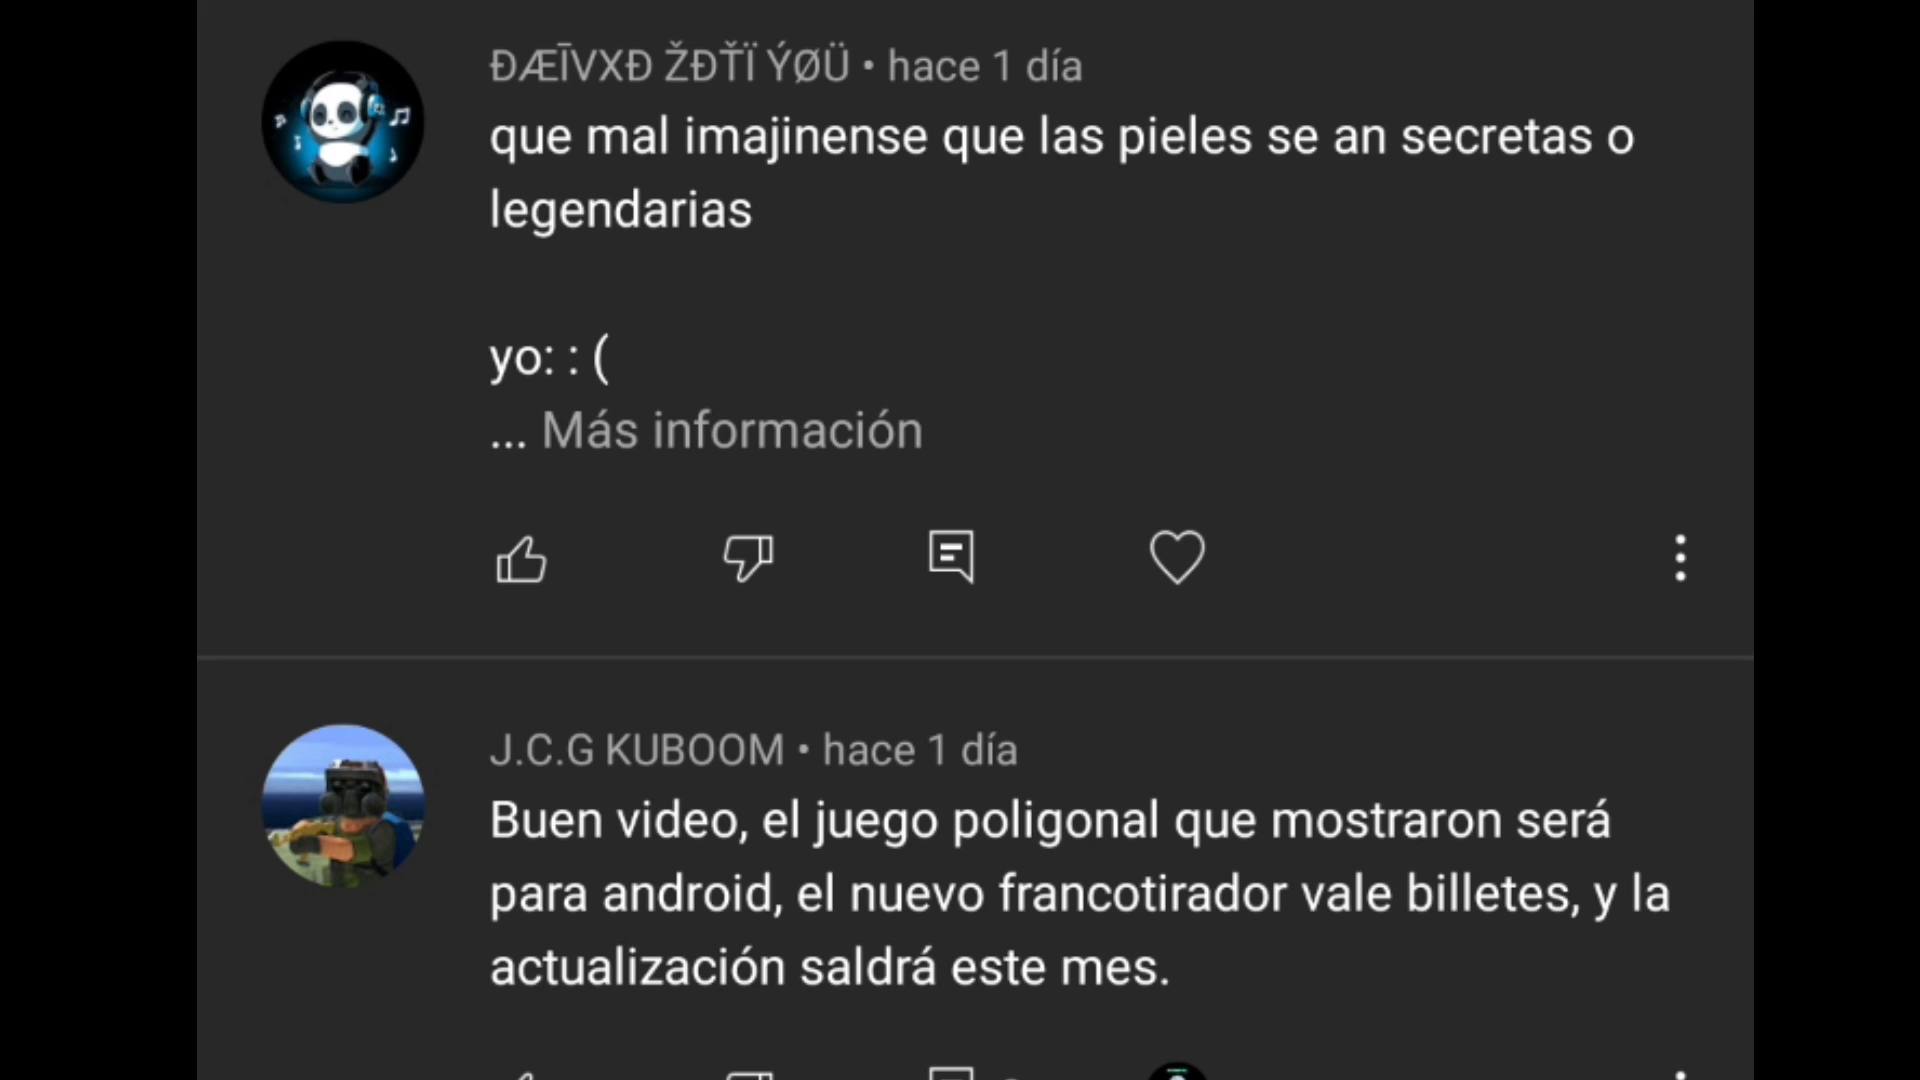 ĐÆĪVXĐ ŽĐŤÏ ÝØÜ • hace 1 día
que mal imajinense que las pieles se an secretas o
legendarias
yo: : (
... Más información
J.C.G KUBOOM • hace 1 día
Buen video, el juego poligonal que mostraron será
para android, el nuevo francotirador vale billetes, y la
actualización saldrá este mes.